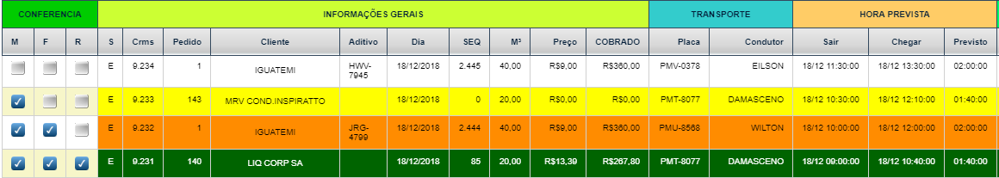 CONFERENCIA INFORMAÇÕES GERAIS TRANSPORTE HORA PREVISTA
M F R S Crms Pedido Cliente Aditivo Dia SEQ M³ Preço COBRADO Placa Condutor Sair Chegar Previsto
E 9.234 1 IGUATEMI HWV-7945 18/12/2018 2.445 40,00 R$9,00 R$360,00 PMV-0378 EILSON 18/12 11:30:00 18/12 13:30:00 02:00:00
E 9.233 143 MRV COND.INSPIRATTO 18/12/2018 0 20,00 R$0,00 R$0,00 PMT-8077 DAMASCENO 18/12 10:30:00 18/12 12:10:00 01:40:00
E 9.232 1 IGUATEMI JRG-4799 18/12/2018 2.444 40,00 R$9,00 R$360,00 PMU-8568 WILTON 18/12 10:00:00 18/12 12:00:00 02:00:00
E 9.231 140 LIQ CORP SA 18/12/2018 85 20,00 R$13,39 R$267,80 PMT-8077 DAMASCENO 18/12 09:00:00 18/12 10:40:00 01:40:00